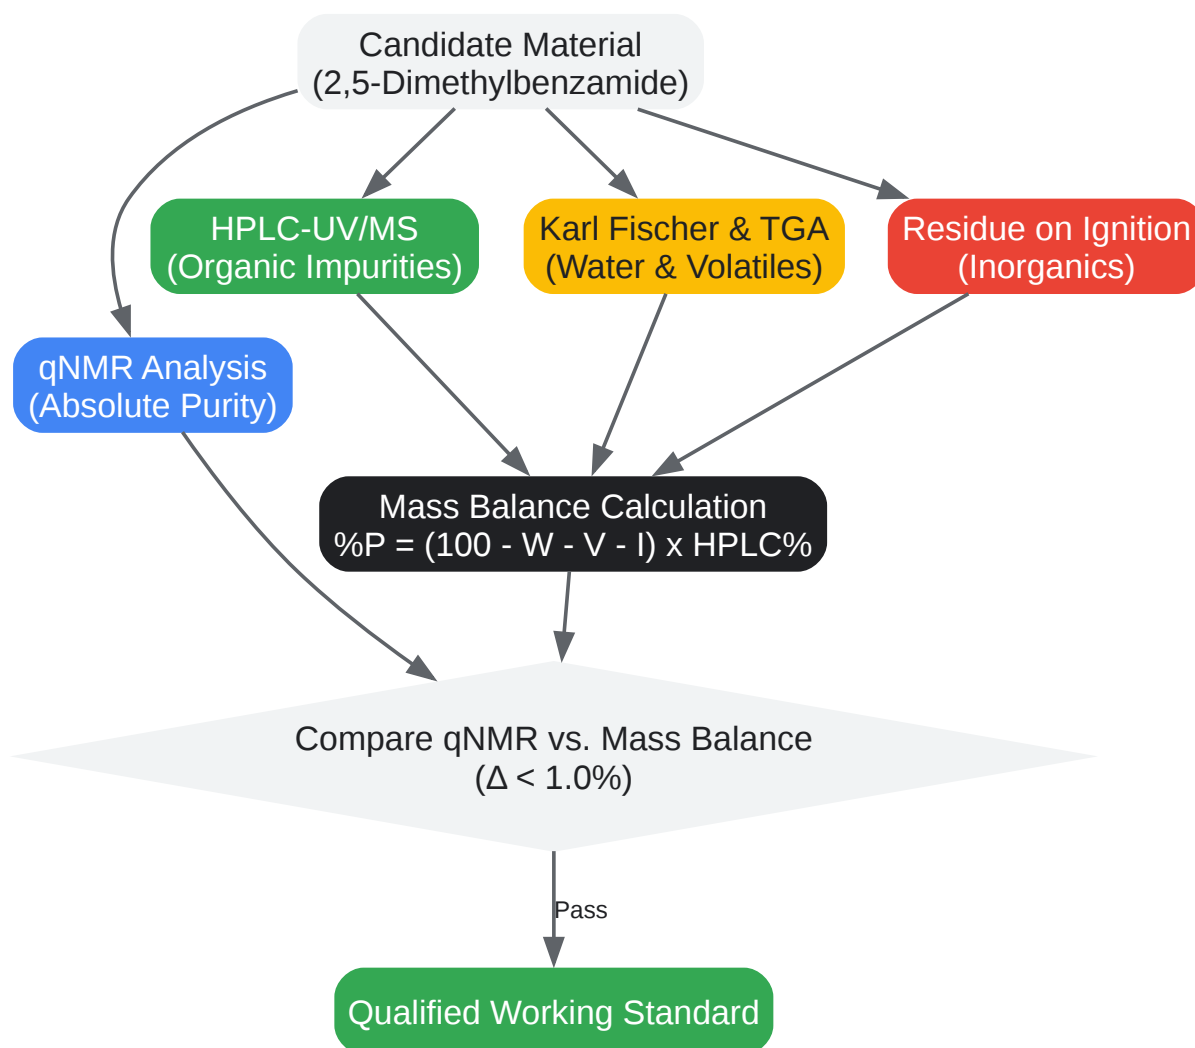 Candidate Material
(2,5-Dimethylbenzamide)
HPLC-UV/MS
(Organic Impurities)
Karl Fischer & TGA
(Water & Volatiles)
Residue on Ignition
(Inorganics)
qNMR Analysis
(Absolute Purity)
Mass Balance Calculation
%P = (100 - W - V - I) x HPLC%
Compare qNMR vs. Mass Balance
(Δ < 1.0%)
Pass
Qualified Working Standard